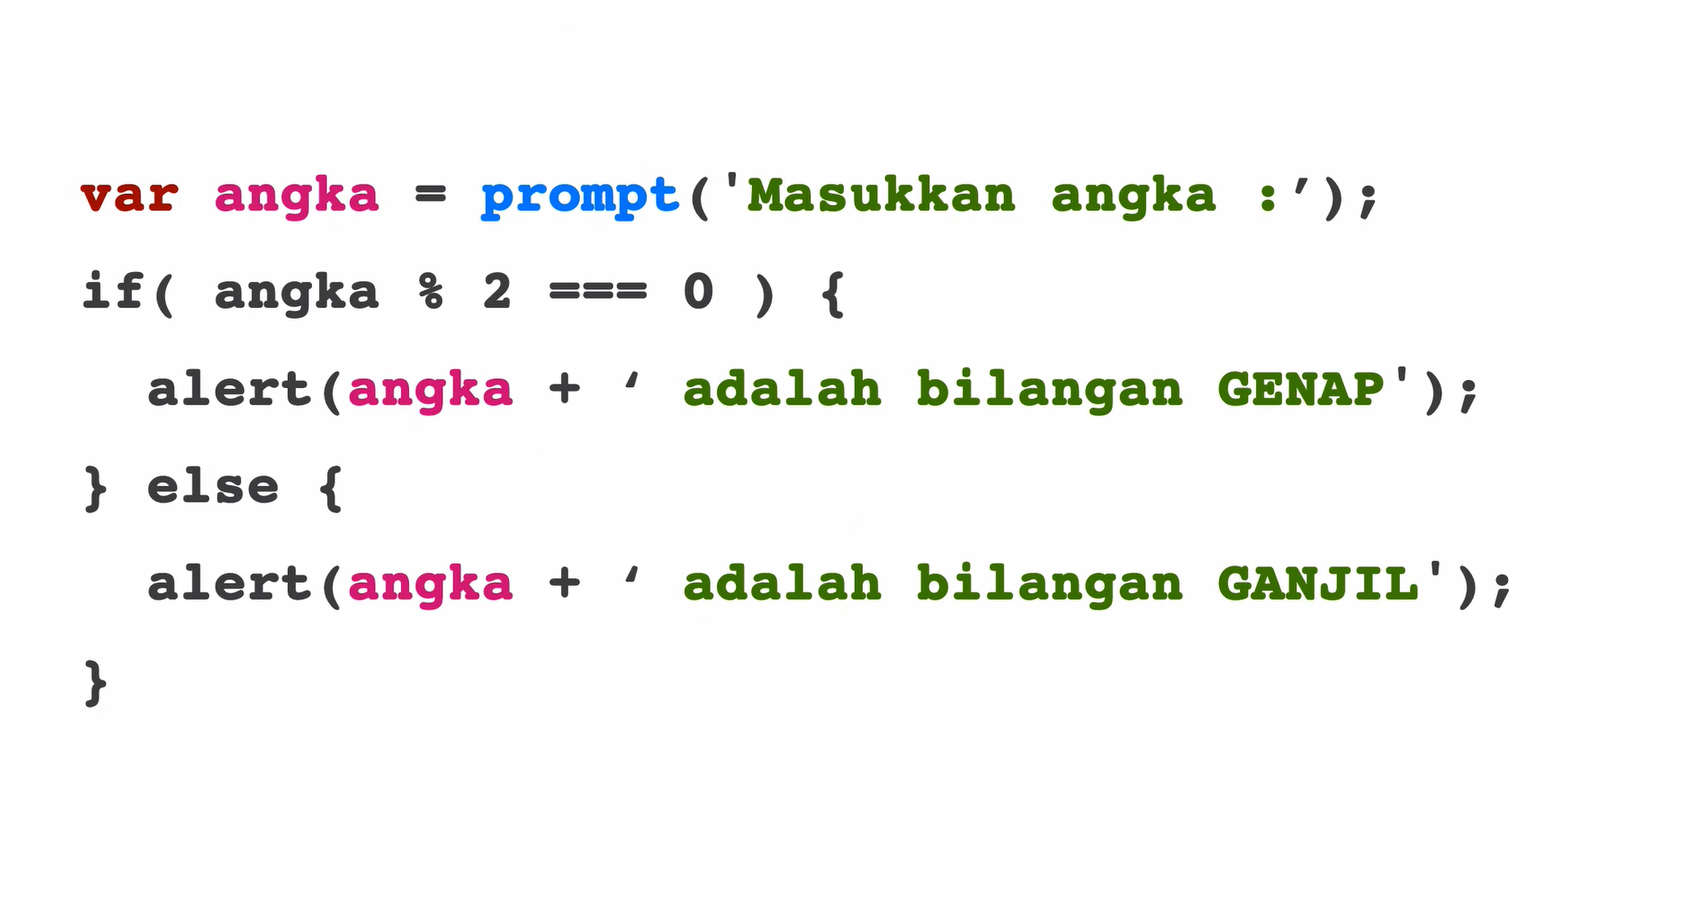 var angka = prompt('Masukkan angka :’);
if( angka % 2 === 0 ) {
alert(angka + ‘ adalah bilangan GENAP');
} else {
alert(angka + ‘ adalah bilangan GANJIL');
}